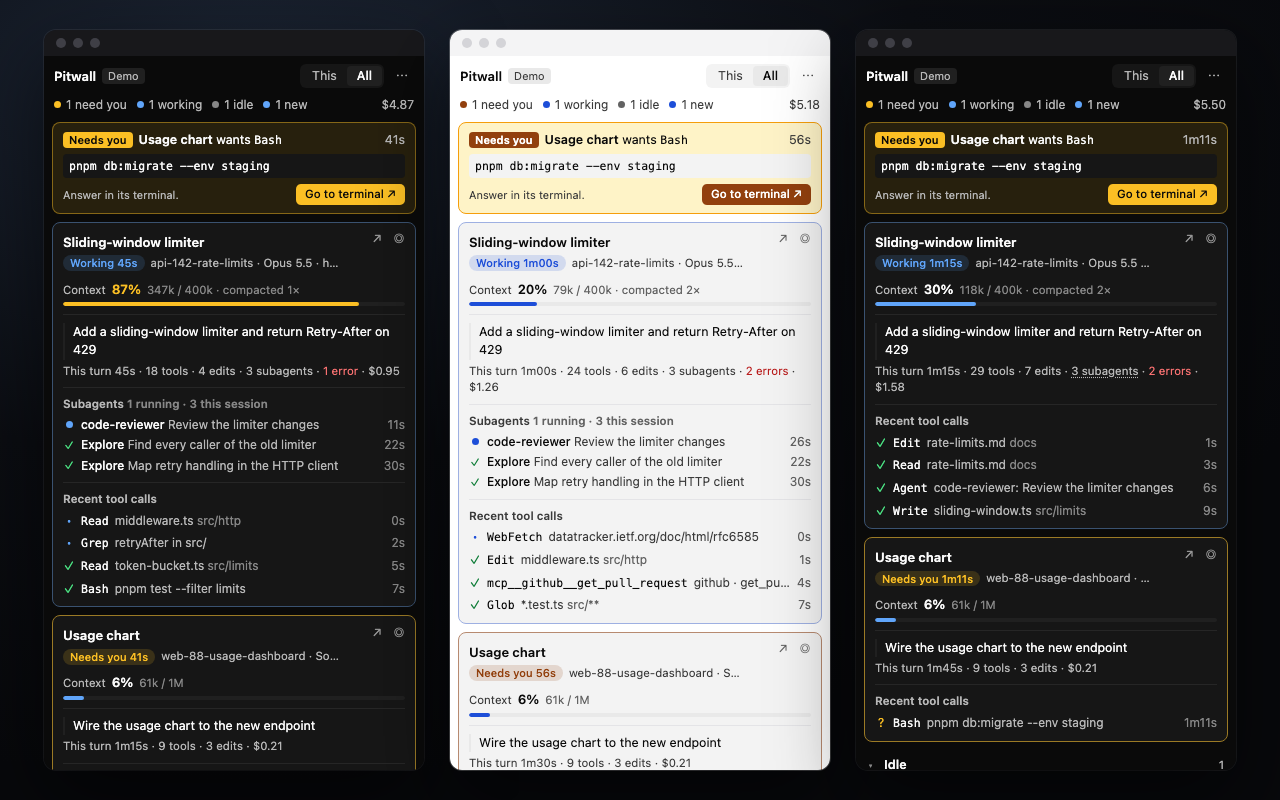 Pitwall Demo This All ···
1 need you 1 working 1 idle 1 new $4.87
Needs you Usage chart wants Bash 41s
pnpm db:migrate --env staging
Answer in its terminal. Go to terminal ↗
Sliding-window limiter ↗ ◎
Working 45s api-142-rate-limits · Opus 5.5 · h…
Context 87% 347k / 400k · compacted 1×
Add a sliding-window limiter and return Retry-After on
429
This turn 45s · 18 tools · 4 edits · 3 subagents · 1 error · $0.95
Subagents 1 running · 3 this session
code-reviewer Review the limiter changes 11s
✓ Explore Find every caller of the old limiter 22s
✓ Explore Map retry handling in the HTTP client 30s
Recent tool calls
· Read middleware.ts src/http 0s
· Grep retryAfter in src/ 2s
✓ Read token-bucket.ts src/limits 5s
✓ Bash pnpm test --filter limits 7s
Usage chart ↗ ◎
Needs you 41s web-88-usage-dashboard · So…
Context 6% 61k / 1M
Wire the usage chart to the new endpoint
This turn 1m15s · 9 tools · 3 edits · $0.21
Pitwall Demo This All ···
1 need you 1 working 1 idle 1 new $5.18
Needs you Usage chart wants Bash 56s
pnpm db:migrate --env staging
Answer in its terminal. Go to terminal ↗
Sliding-window limiter ↗ ◎
Working 1m00s api-142-rate-limits · Opus 5.5…
Context 20% 79k / 400k · compacted 2×
Add a sliding-window limiter and return Retry-After on
429
This turn 1m00s · 24 tools · 6 edits · 3 subagents · 2 errors ·
$1.26
Subagents 1 running · 3 this session
code-reviewer Review the limiter changes 26s
✓ Explore Find every caller of the old limiter 22s
✓ Explore Map retry handling in the HTTP client 30s
Recent tool calls
· WebFetch datatracker.ietf.org/doc/html/rfc6585 0s
✓ Edit middleware.ts src/http 1s
✓ mcp__github__get_pull_request github · get_pu… 4s
✓ Glob *.test.ts src/** 7s
Usage chart ↗ ◎
Needs you 56s web-88-usage-dashboard · S…
Context 6% 61k / 1M
Wire the usage chart to the new endpoint
This turn 1m30s · 9 tools · 3 edits · $0.21
Pitwall Demo This All ···
1 need you 1 working 1 idle 1 new $5.50
Needs you Usage chart wants Bash 1m11s
pnpm db:migrate --env staging
Answer in its terminal. Go to terminal ↗
Sliding-window limiter ↗ ◎
Working 1m15s api-142-rate-limits · Opus 5.5 …
Context 30% 118k / 400k · compacted 2×
Add a sliding-window limiter and return Retry-After on
429
This turn 1m15s · 29 tools · 7 edits · 3 subagents · 2 errors ·
$1.58
Recent tool calls
✓ Edit rate-limits.md docs 1s
✓ Read rate-limits.md docs 3s
✓ Agent code-reviewer: Review the limiter changes 6s
✓ Write sliding-window.ts src/limits 9s
Usage chart ↗ ◎
Needs you 1m11s web-88-usage-dashboard · …
Context 6% 61k / 1M
Wire the usage chart to the new endpoint
This turn 1m45s · 9 tools · 3 edits · $0.21
Recent tool calls
? Bash pnpm db:migrate --env staging 1m11s
Idle 1